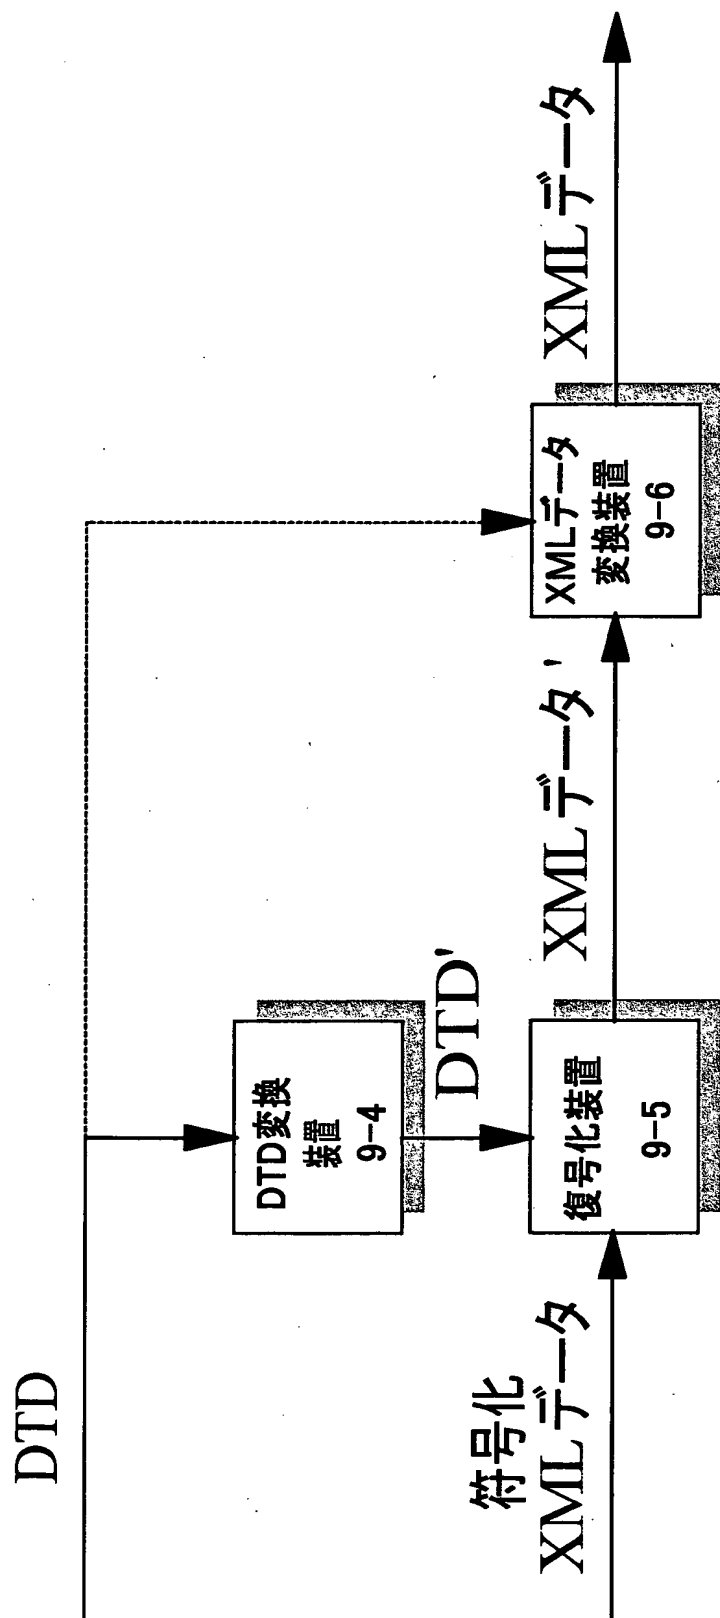 DTD
DTD変換
装置
9-4
DTD'
符号化
XMLデータ
復号化装置
9-5
XMLデータ'
XMLデータ
変換装置
9-6
XMLデータ